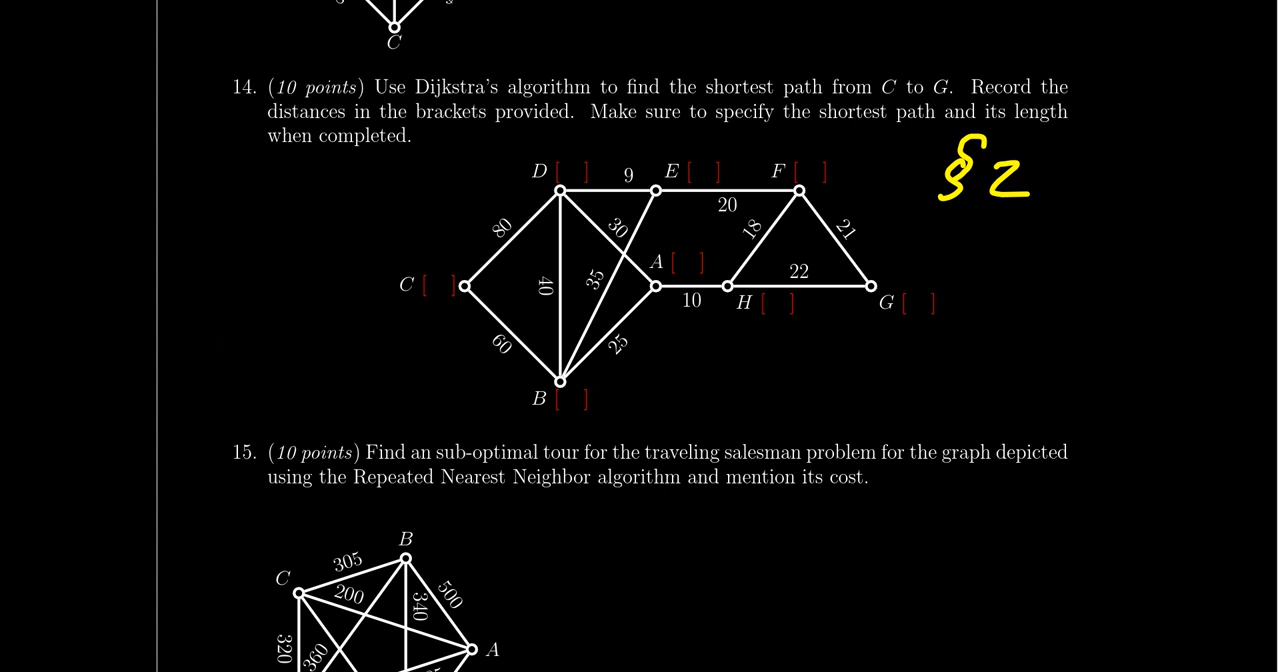 C
14. (10 points) Use Dijkstra's algorithm to find the shortest path from C to G. Record the
distances in the brackets provided. Make sure to specify the shortest path and its length
when completed.
§ 2
D [ ] 9 E [ ] F [ ]
20
80 30 18 21
A [ ]
22
C [ ] 40 35
10 H [ ] G [ ]
60 25
B [ ]
15. (10 points) Find an sub-optimal tour for the traveling salesman problem for the graph depicted
using the Repeated Nearest Neighbor algorithm and mention its cost.
B
305
C
200 340 500
320 360 A